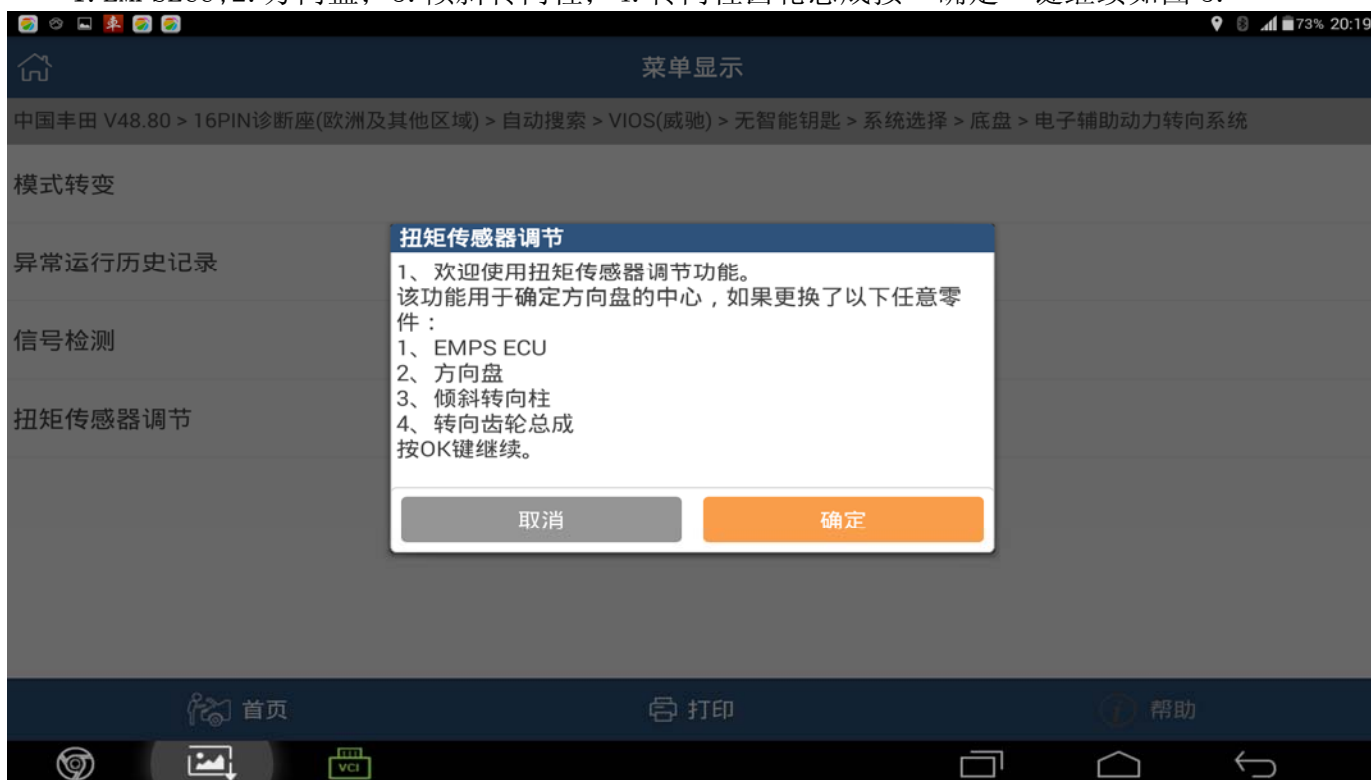 73% 20:19
菜单显示
中国丰田 V48.80 > 16PIN诊断座(欧洲及其他区域) > 自动搜索 > VIOS(威驰) > 无智能钥匙 > 系统选择 > 底盘 > 电子辅助动力转向系统
模式转变
异常运行历史记录
信号检测
扭矩传感器调节
扭矩传感器调节
1、欢迎使用扭矩传感器调节功能。
该功能用于确定方向盘的中心，如果更换了以下任意零
件：
1、EMPS ECU
2、方向盘
3、倾斜转向柱
4、转向齿轮总成
按OK键继续。
取消
确定
首页
打印
帮助
VCI